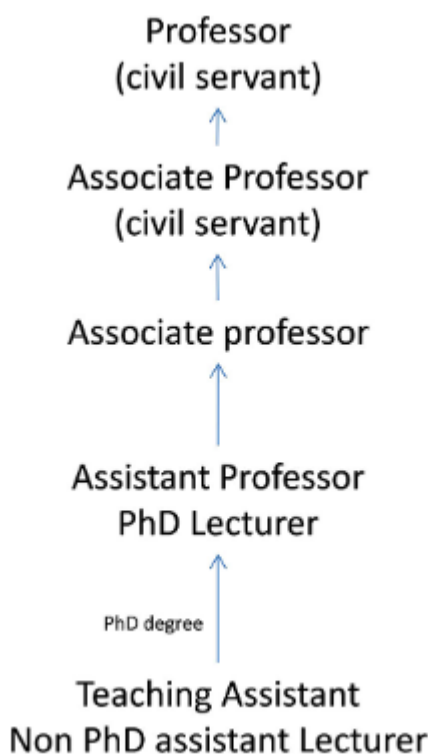 Professor
(civil servant)
Associate Professor
(civil servant)
Associate professor
Assistant Professor
PhD Lecturer
PhD degree
Teaching Assistant
Non PhD assistant Lecturer